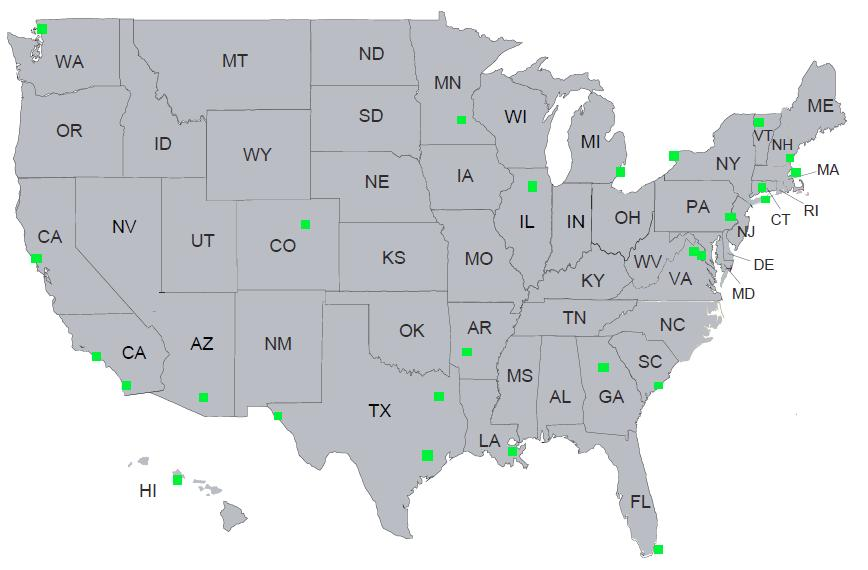 WA
MT
ND
MN
ME
OR
ID
SD
WI
MI
VT
NH
WY
NY
MA
NE
IA
CT
RI
PA
NV
UT
CO
IL
IN
OH
NJ
CA
KS
MO
WV
VA
DE
KY
MD
TN
NC
AZ
NM
OK
AR
CA
SC
MS
AL
GA
TX
LA
HI
FL